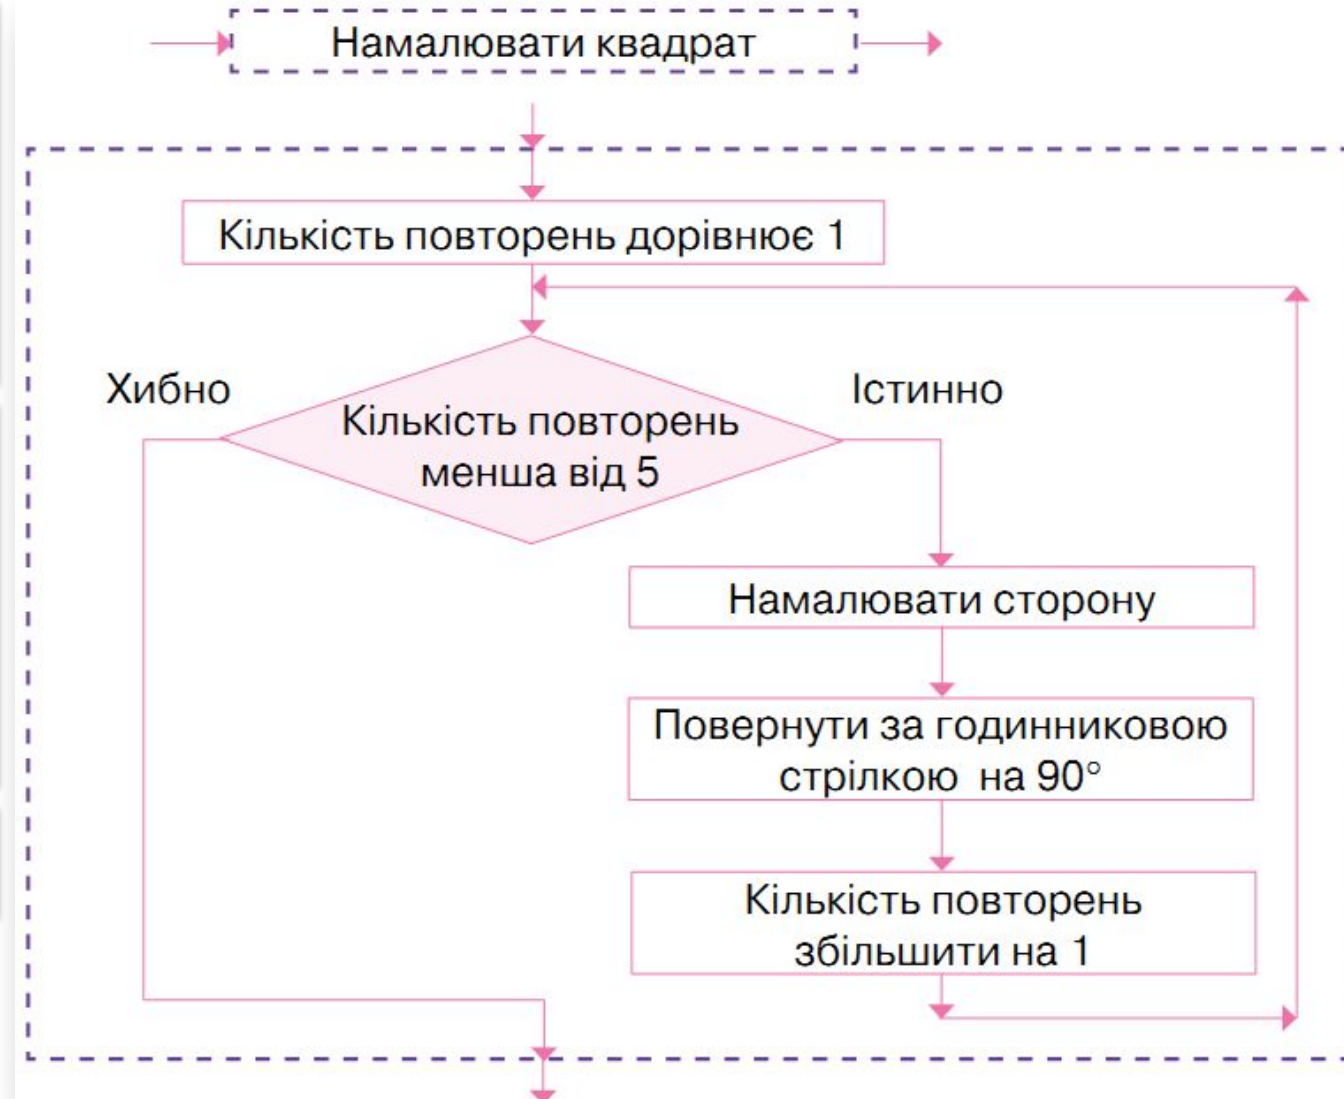 Намалювати квадрат
Кількість повторень дорівнює 1
Хибно
Істинно
Кількість повторень
менша від 5
Намалювати сторону
Повернути за годинниковою
стрілкою на 90°
Кількість повторень
збільшити на 1